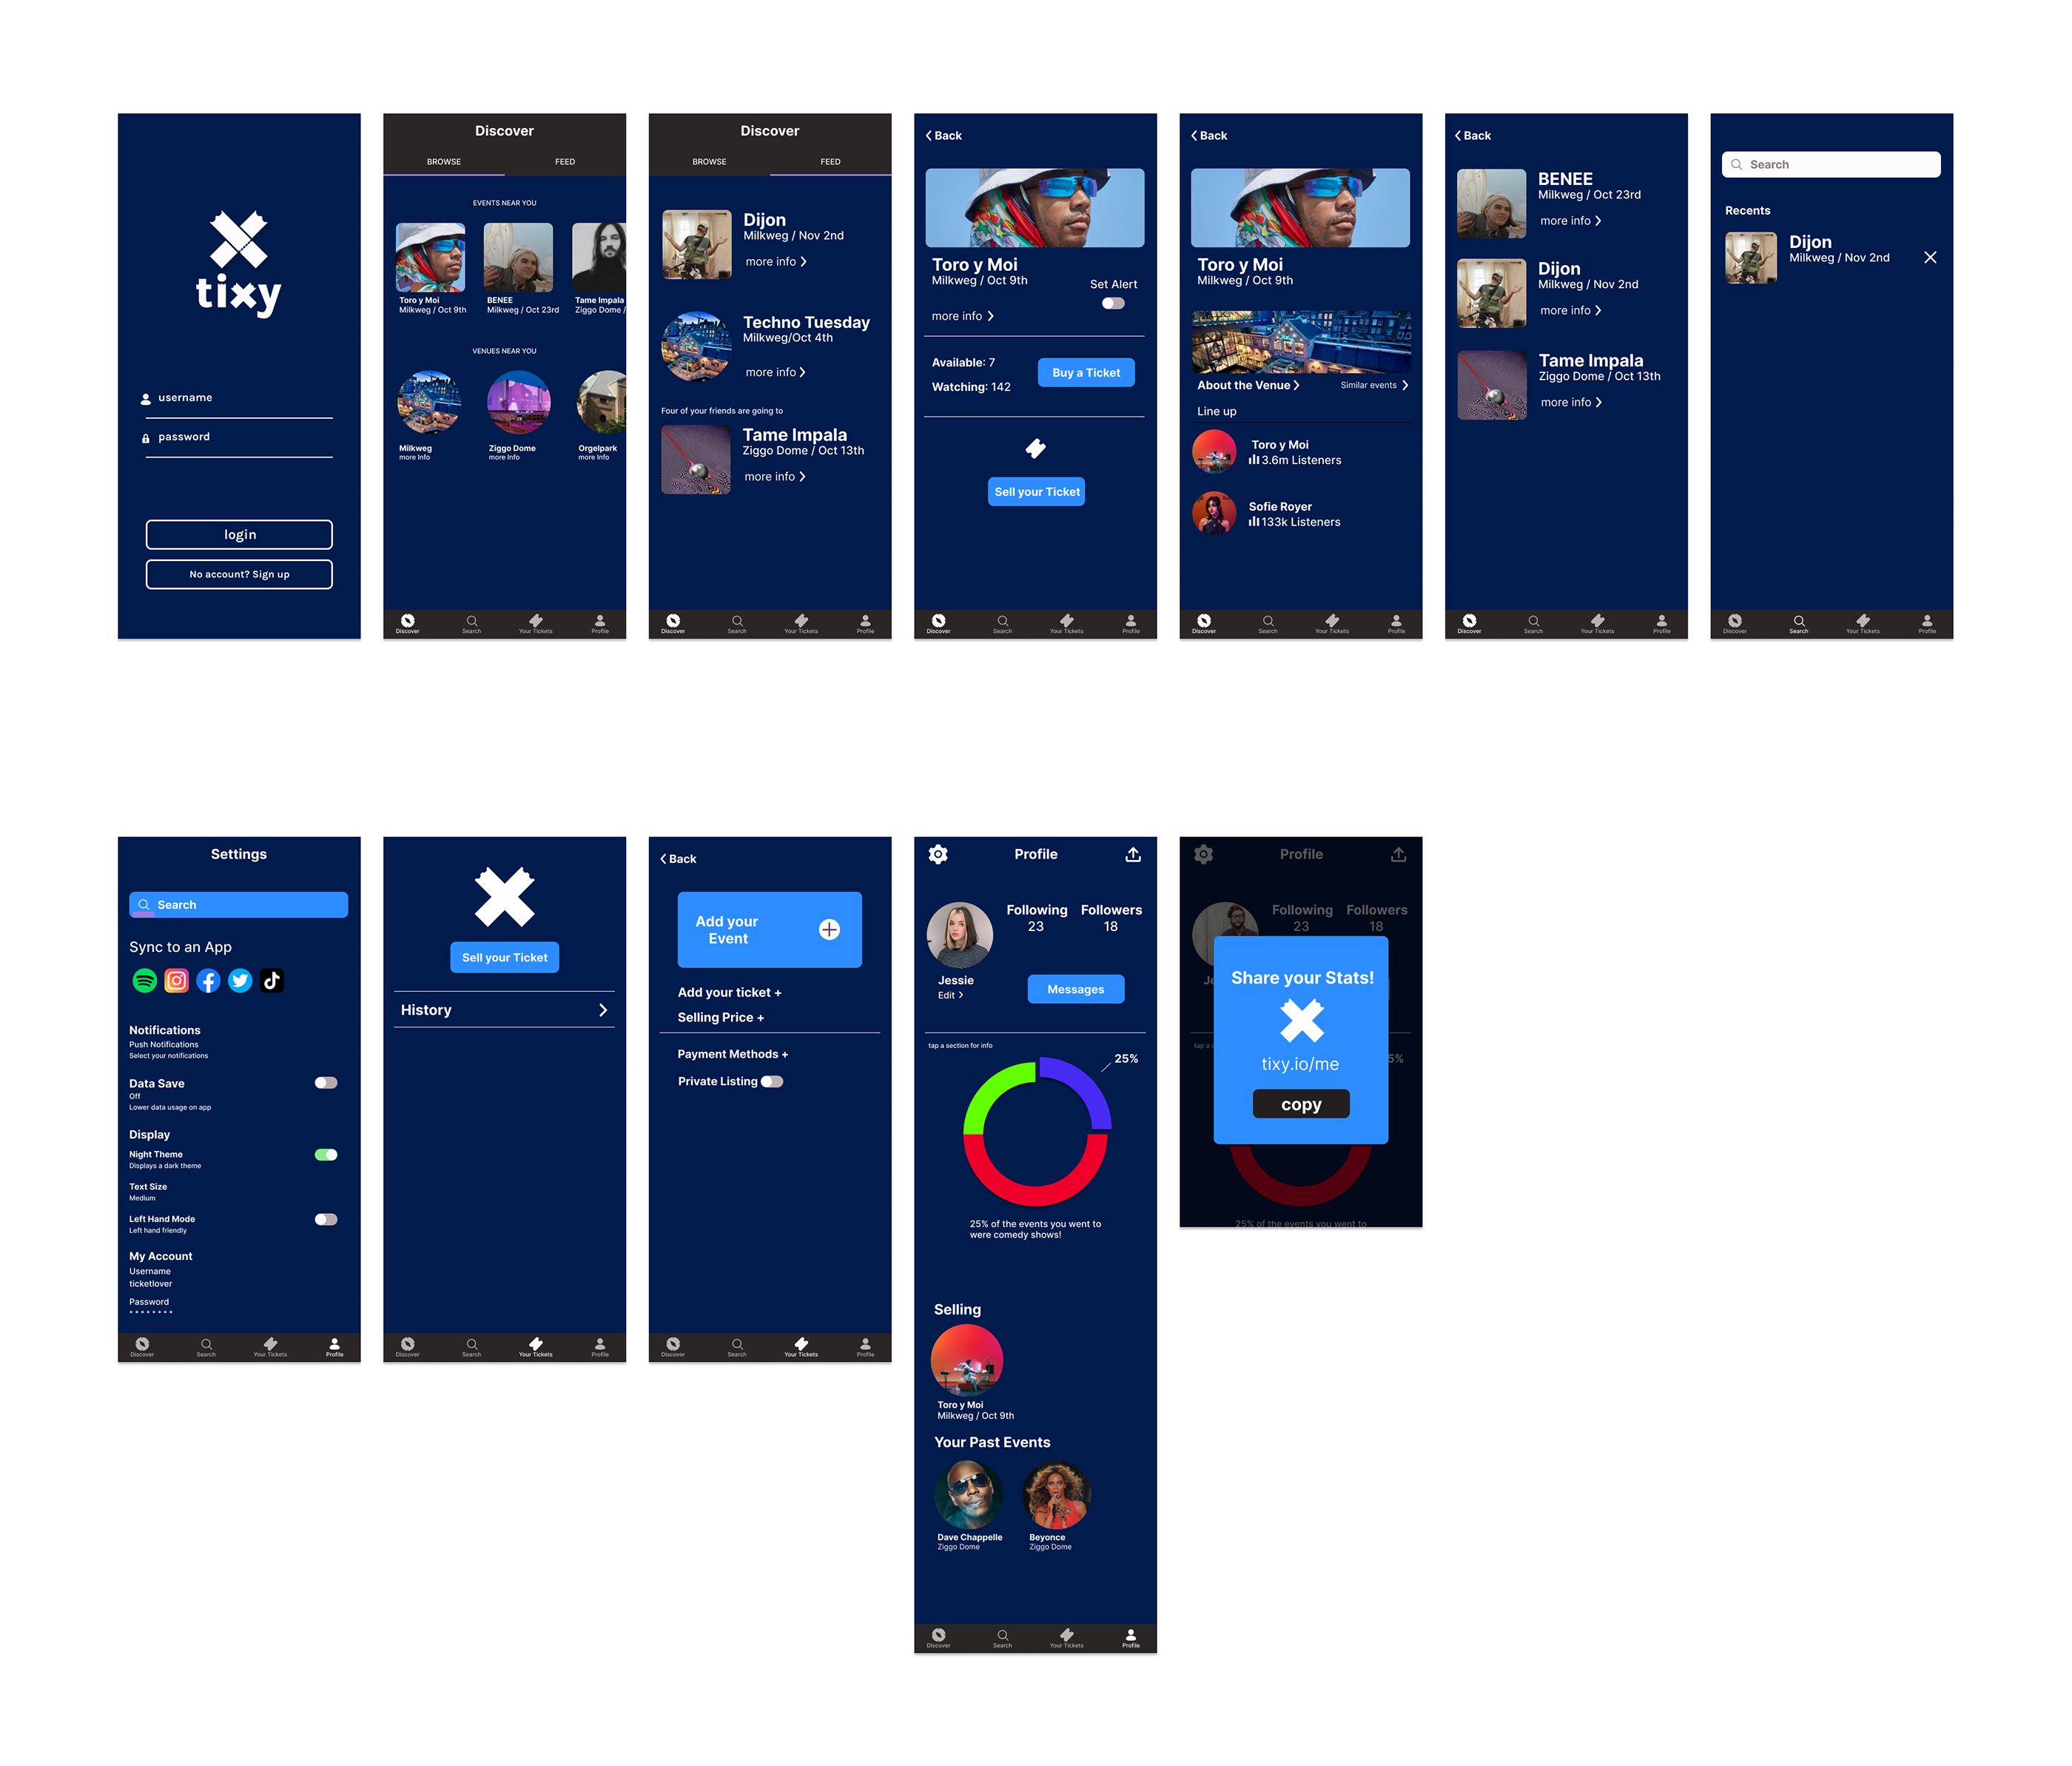 tixy
username
password
login
No account? Sign up
Discover
BROWSE FEED
EVENTS NEAR YOU
Toro y Moi
Milkweg / Oct 9th
BENEE
Milkweg / Oct 23rd
Tame Impala
Ziggo Dome /
VENUES NEAR YOU
Milkweg
more Info
Ziggo Dome
more Info
Orgelpark
more Info
Discover Search Your Tickets Profile
Discover
BROWSE FEED
Dijon
Milkweg / Nov 2nd
more info
Techno Tuesday
Milkweg/Oct 4th
more info
Four of your friends are going to
Tame Impala
Ziggo Dome / Oct 13th
more info
Discover Search Your Tickets Profile
Back
Toro y Moi
Milkweg / Oct 9th
Set Alert
more info
Available: 7
Watching: 142
Buy a Ticket
Sell your Ticket
Discover Search Your Tickets Profile
Back
Toro y Moi
Milkweg / Oct 9th
About the Venue
Similar events
Line up
Toro y Moi
3.6m Listeners
Sofie Royer
133k Listeners
Discover Search Your Tickets Profile
Back
BENEE
Milkweg / Oct 23rd
more info
Dijon
Milkweg / Nov 2nd
more info
Tame Impala
Ziggo Dome / Oct 13th
more info
Discover Search Your Tickets Profile
Search
Recents
Dijon
Milkweg / Nov 2nd
Discover Search Your Tickets Profile
Settings
Search
Sync to an App
Notifications
Push Notifications
Select your notifications
Data Save
Off
Lower data usage on app
Display
Night Theme
Displays a dark theme
Text Size
Medium
Left Hand Mode
Left hand friendly
My Account
Username
ticketlover
Password
Discover Search Your Tickets Profile
Sell your Ticket
History
Discover Search Your Tickets Profile
Back
Add your
Event
Add your ticket +
Selling Price +
Payment Methods +
Private Listing
Discover Search Your Tickets Profile
Profile
Following
23
Followers
18
Jessie
Edit
Messages
tap a section for info
25%
25% of the events you went to
were comedy shows!
Selling
Toro y Moi
Milkweg / Oct 9th
Your Past Events
Dave Chappelle
Ziggo Dome
Beyonce
Ziggo Dome
Discover Search Your Tickets Profile
Profile
Following
23
Followers
18
Je
Share your Stats!
tap a s
5%
tixy.io/me
copy
25% of the events you went to